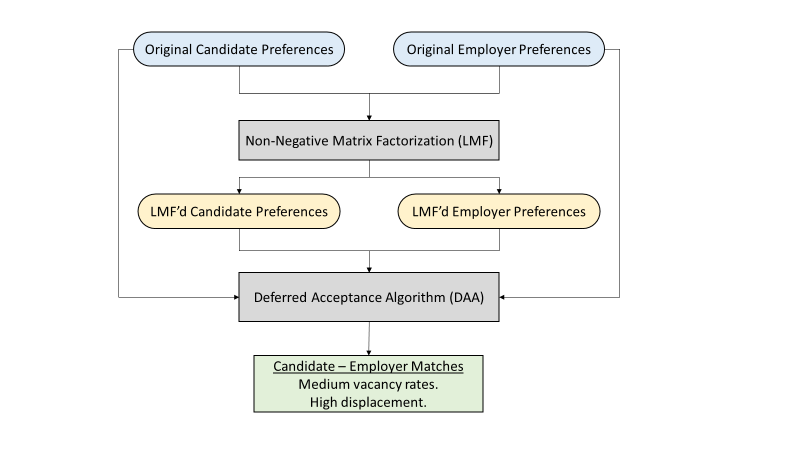 Original Candidate Preferences
Original Employer Preferences
Non-Negative Matrix Factorization (LMF)
LMF’d Candidate Preferences
LMF’d Employer Preferences
Deferred Acceptance Algorithm (DAA)
Candidate – Employer Matches
Medium vacancy rates.
High displacement.